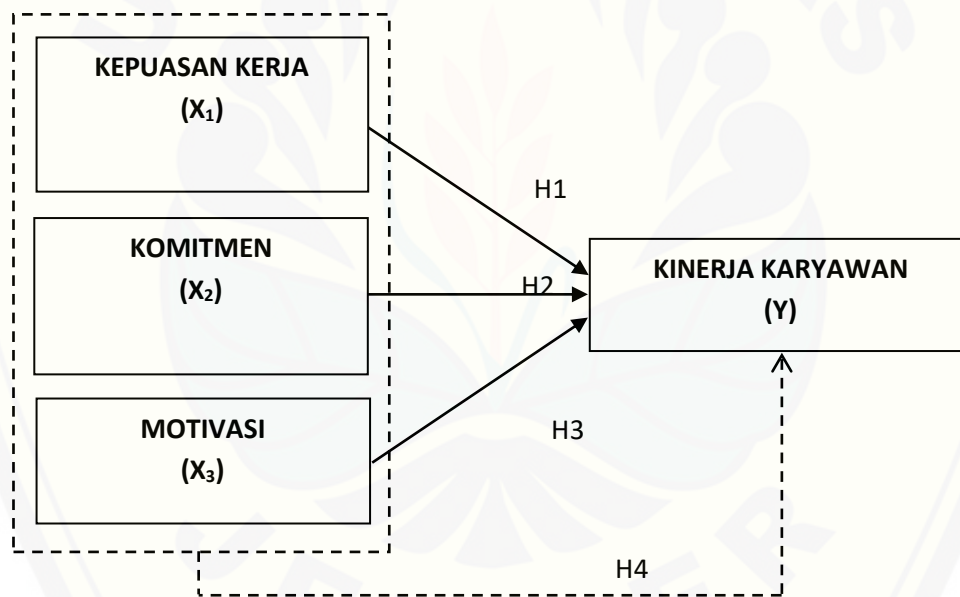 KEPUASAN KERJA
(X₁)
H1
KOMITMEN
(X₂)
H2
KINERJA KARYAWAN
(Y)
MOTIVASI
(X₃)
H3
H4